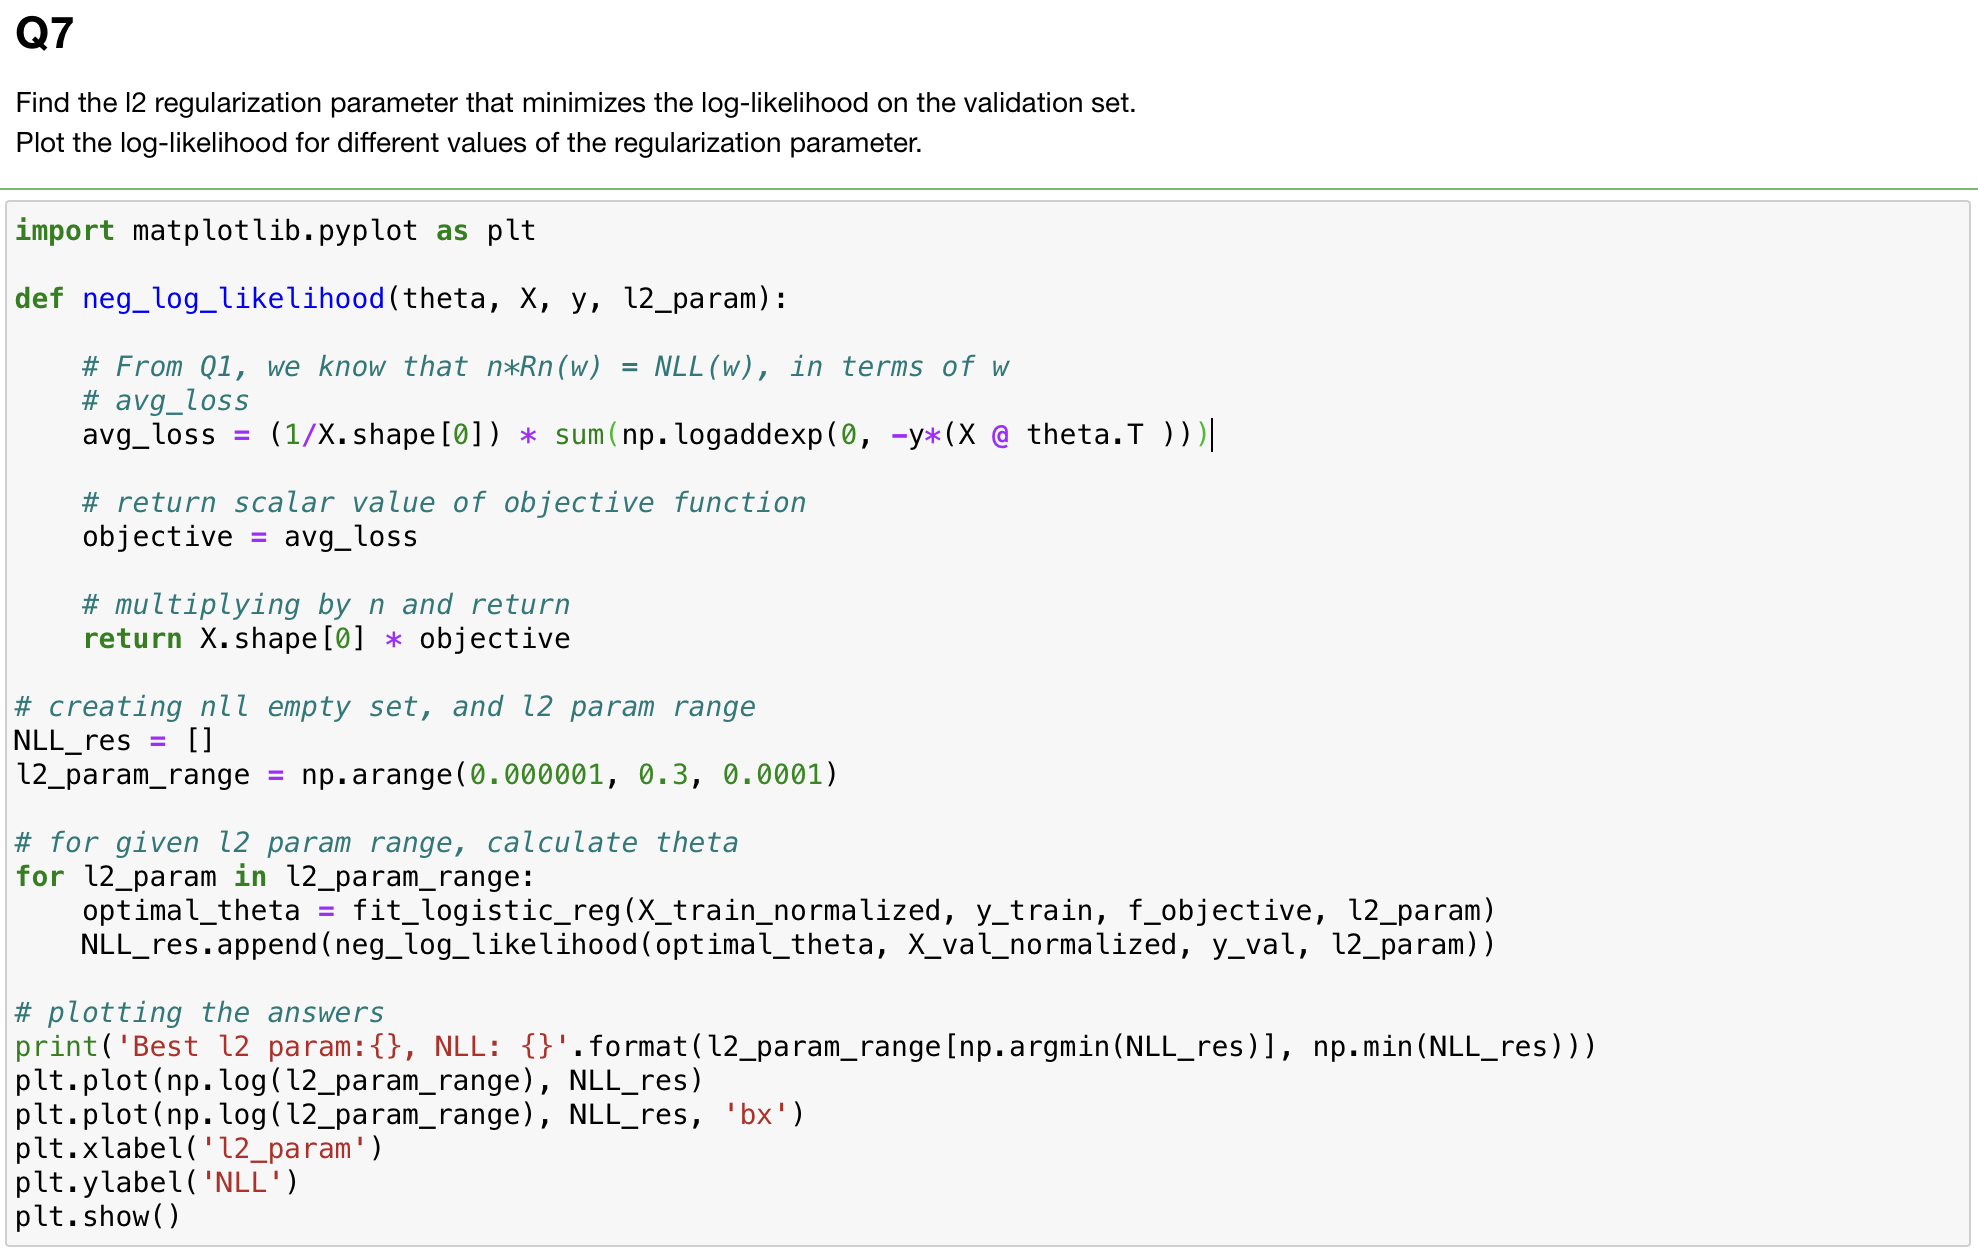 Q7
Find the l2 regularization parameter that minimizes the log-likelihood on the validation set.
Plot the log-likelihood for different values of the regularization parameter.
import matplotlib.pyplot as plt
def neg_log_likelihood(theta, X, y, l2_param):
    # From Q1, we know that n*Rn(w) = NLL(w), in terms of w
    # avg_loss
    avg_loss = (1/X.shape[0]) * sum(np.logaddexp(0, -y*(X @ theta.T )))
    # return scalar value of objective function
    objective = avg_loss
    # multiplying by n and return
    return X.shape[0] * objective
# creating nll empty set, and l2 param range
NLL_res = []
l2_param_range = np.arange(0.000001, 0.3, 0.0001)
# for given l2 param range, calculate theta
for l2_param in l2_param_range:
    optimal_theta = fit_logistic_reg(X_train_normalized, y_train, f_objective, l2_param)
    NLL_res.append(neg_log_likelihood(optimal_theta, X_val_normalized, y_val, l2_param))
# plotting the answers
print('Best l2 param:{}, NLL: {}'.format(l2_param_range[np.argmin(NLL_res)], np.min(NLL_res)))
plt.plot(np.log(l2_param_range), NLL_res)
plt.plot(np.log(l2_param_range), NLL_res, 'bx')
plt.xlabel('l2_param')
plt.ylabel('NLL')
plt.show()